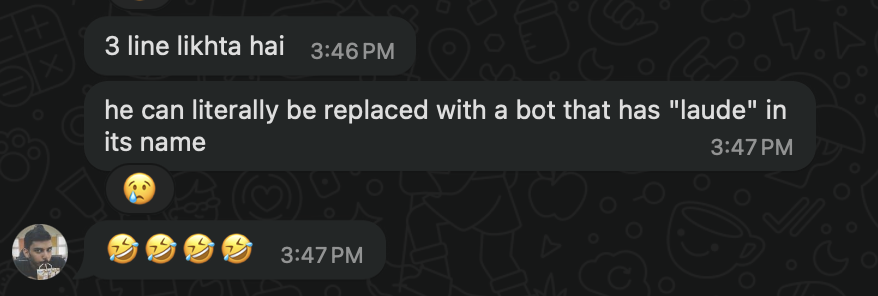 3 line likhta hai 3:46 PM
he can literally be replaced with a bot that has "laude" in
its name 3:47 PM
😢
🤣🤣🤣🤣 3:47 PM